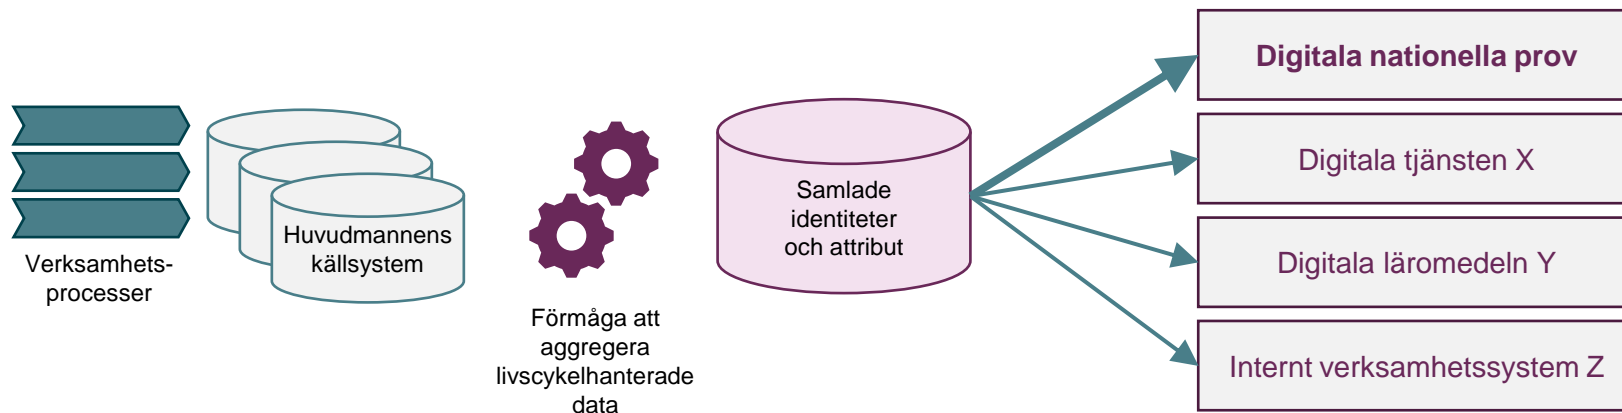 Verksamhets-
processer
Huvudmannens
källsystem
Förmåga att
aggregera
livscykelhanterade
data
Samlade
identiteter
och attribut
Digitala nationella prov
Digitala tjänsten X
Digitala läromedeln Y
Internt verksamhetssystem Z